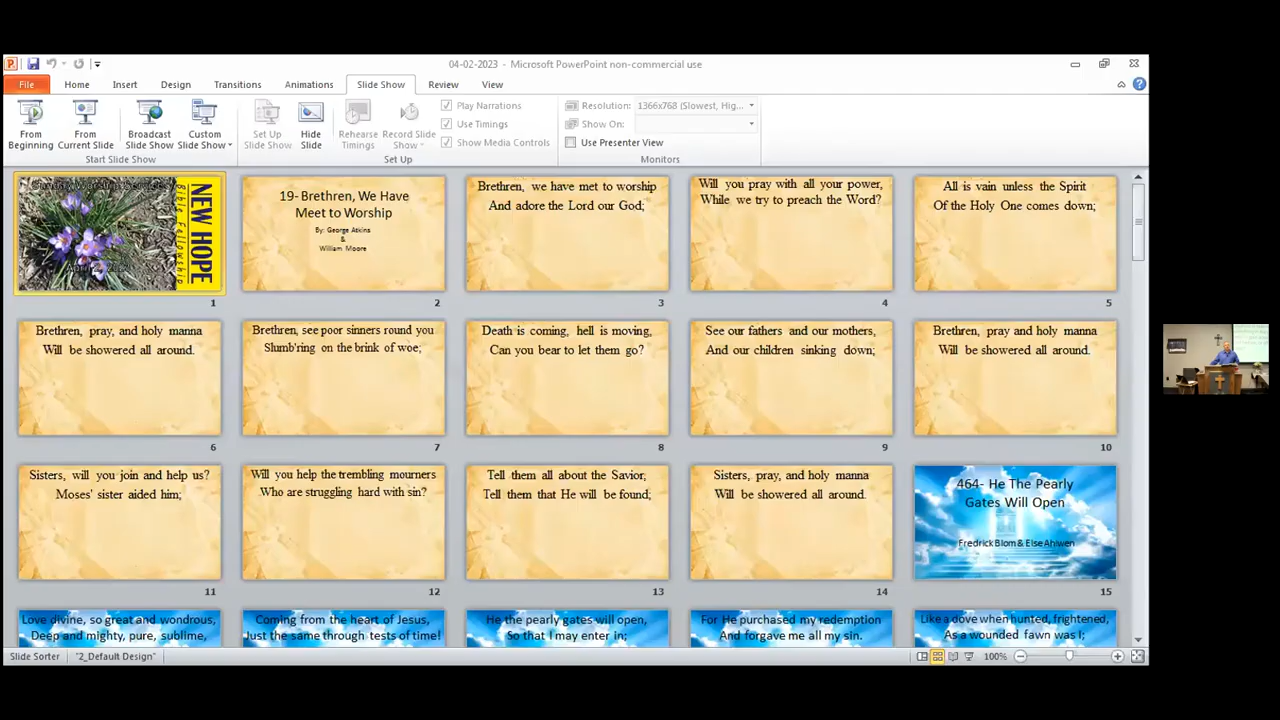 04-02-2023 - Microsoft PowerPoint non-commercial use
File Home Insert Design Transitions Animations Slide Show Review View
From Beginning
From Current Slide
Broadcast Slide Show
Custom Slide Show
Set Up Slide Show
Hide Slide
Rehearse Timings
Record Slide Show
Play Narrations
Use Timings
Show Media Controls
Resolution: 1366x768 (Slowest, Hig...
Show On:
Use Presenter View
Start Slide Show
Set Up
Monitors
Sunday Worship Service
NEW HOPE
Bible Fellowship
1
19- Brethren, We Have
Meet to Worship
By: George Atkins
&
William Moore
2
Brethren, we have met to worship
And adore the Lord our God;
3
Will you pray with all your power,
While we try to preach the Word?
4
All is vain unless the Spirit
Of the Holy One comes down;
5
Brethren, pray, and holy manna
Will be showered all around.
6
Brethren, see poor sinners round you
Slumb'ring on the brink of woe;
7
Death is coming, hell is moving,
Can you bear to let them go?
8
See our fathers and our mothers,
And our children sinking down;
9
Brethren, pray and holy manna
Will be showered all around.
10
Sisters, will you join and help us?
Moses' sister aided him;
11
Will you help the trembling mourners
Who are struggling hard with sin?
12
Tell them all about the Savior,
Tell them that He will be found;
13
Sisters, pray, and holy manna
Will be showered all around.
14
464- He The Pearly
Gates Will Open
Fredrick Blom & Else Ahlwen
15
Love divine, so great and wondrous,
Deep and mighty, pure, sublime,
Coming from the heart of Jesus,
Just the same through tests of time!
He the pearly gates will open,
So that I may enter in;
For He purchased my redemption
And forgave me all my sin.
Like a dove when hunted, frightened,
As a wounded fawn was I;
Slide Sorter "2_Default Design" 100%